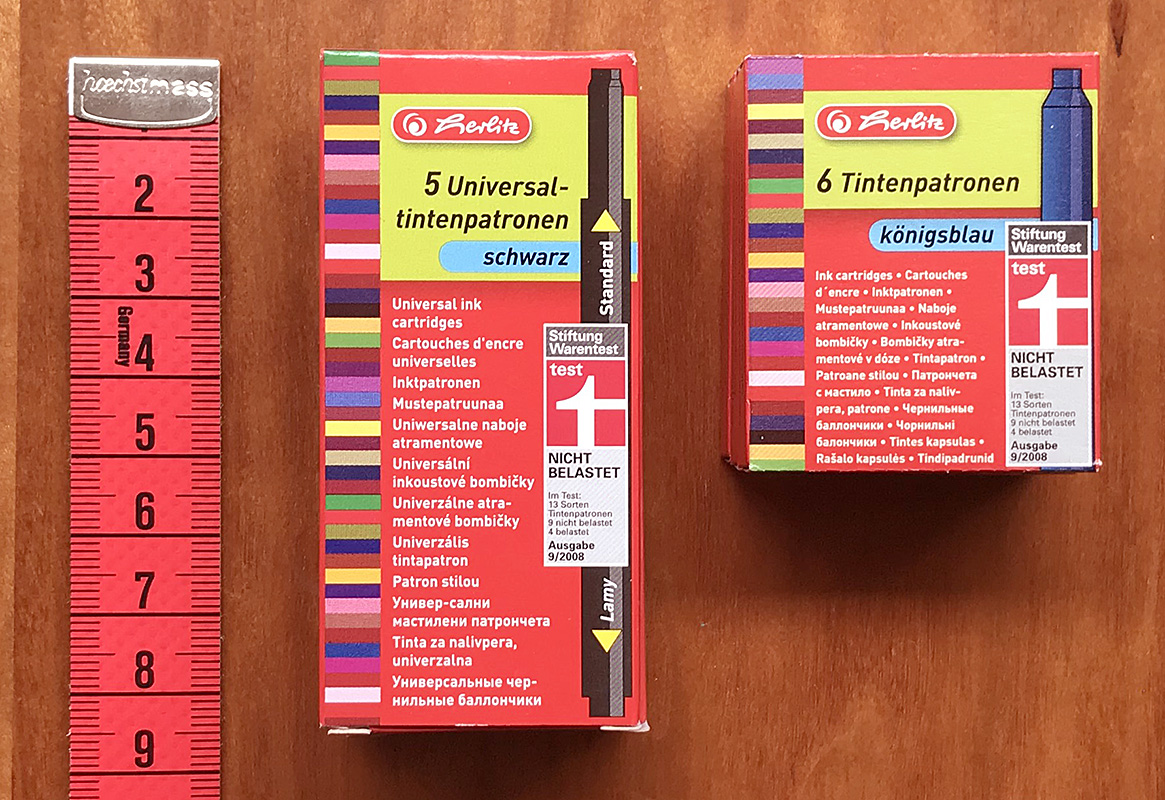 hoechstmass
2
3
Germany
4
5
6
7
8
9
Herlitz
5 Universal-
tintenpatronen
schwarz
Standard
Universal ink
cartridges
Cartouches d'encre
universelles
Inktpatronen
Mustepatruunaa
Uniwersalne naboje
atramentowe
Universální
inkoustové bombičky
Univerzálne atra-
mentové bombičky
Univerzális
tintapatron
Patron stilou
Универ-сални
мастилени патрончета
Tinta za nalivpera,
univerzalna
Универсальные чер-
нильные баллончики
Stiftung
Warentest
test
NICHT
BELASTET
Im Test:
13 Sorten
Tintenpatronen
9 nicht belastet
4 belastet
Ausgabe
9/2008
Lamy
Herlitz
6 Tintenpatronen
königsblau
Ink cartridges • Cartouches
d´encre • Inktpatronen •
Mustepatruunaa • Naboje
atramentowe • Inkoustové
bombičky • Bombičky atra-
mentové v dóze • Tintapatron •
Patroane stilou • Патрончета
с мастило • Tinta za naliv-
pera, patrone • Чернильные
баллончики • Чорнильні
балончики • Tintes kapsulas •
Rašalo kapsulės • Tindipadrunid
Stiftung
Warentest
test
NICHT
BELASTET
Im Test:
13 Sorten
Tintenpatronen
9 nicht belastet
4 belastet
Ausgabe
9/2008